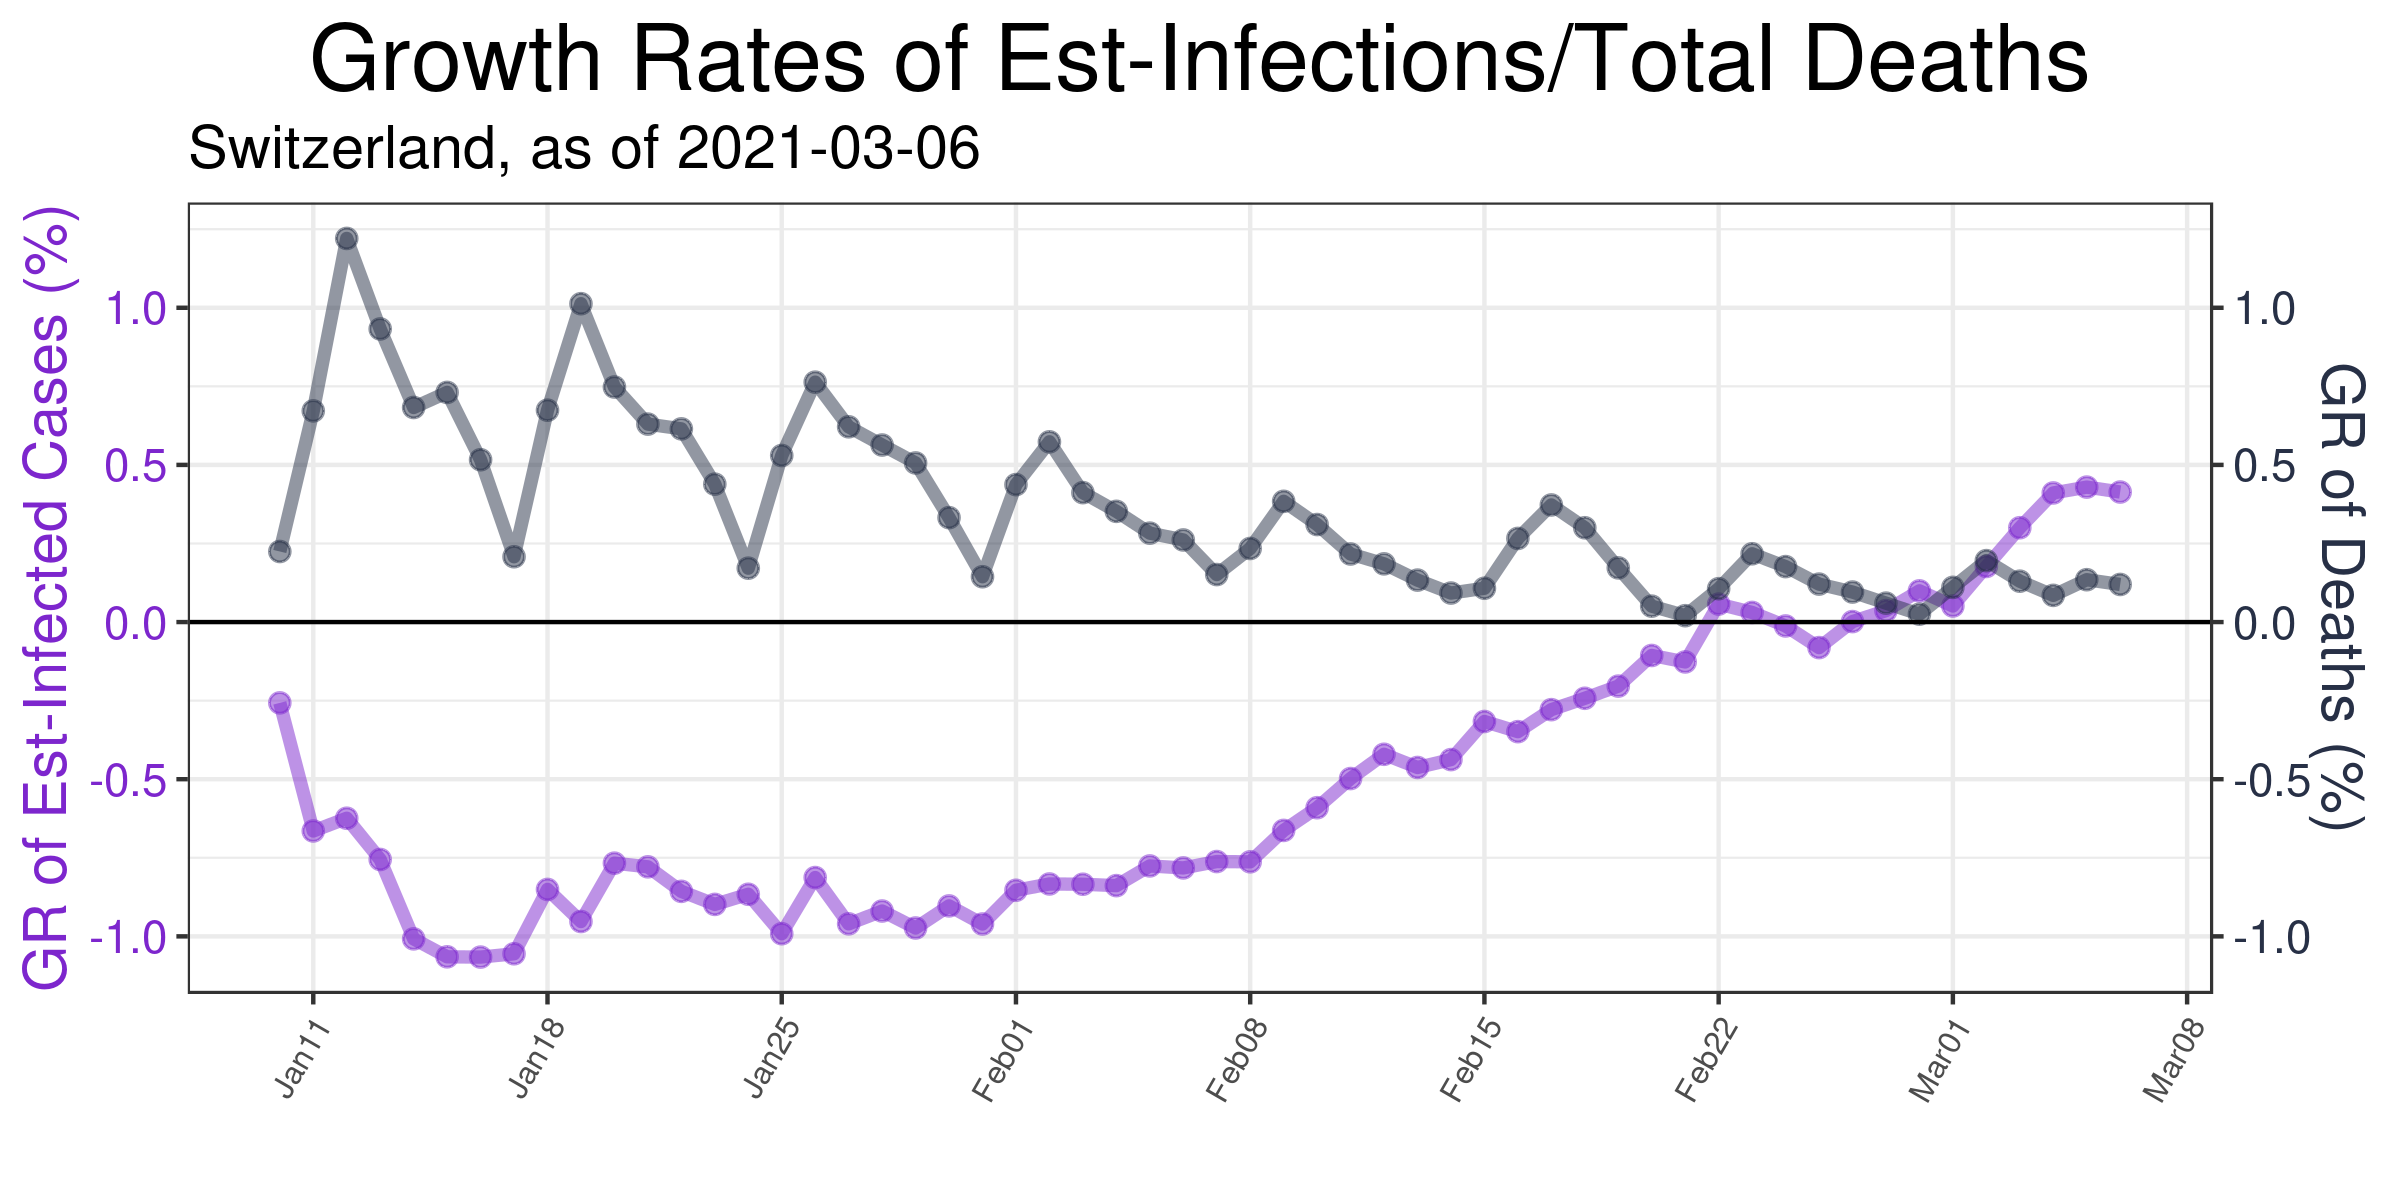 Growth Rates of Est-Infections/Total Deaths
Switzerland, as of 2021-03-06
GR of Est-Infected Cases (%)
1.0
0.5
0.0
-0.5
-1.0
1.0
0.5
0.0
-0.5
-1.0
GR of Deaths (%)
Jan11
Jan18
Jan25
Feb01
Feb08
Feb15
Feb22
Mar01
Mar08